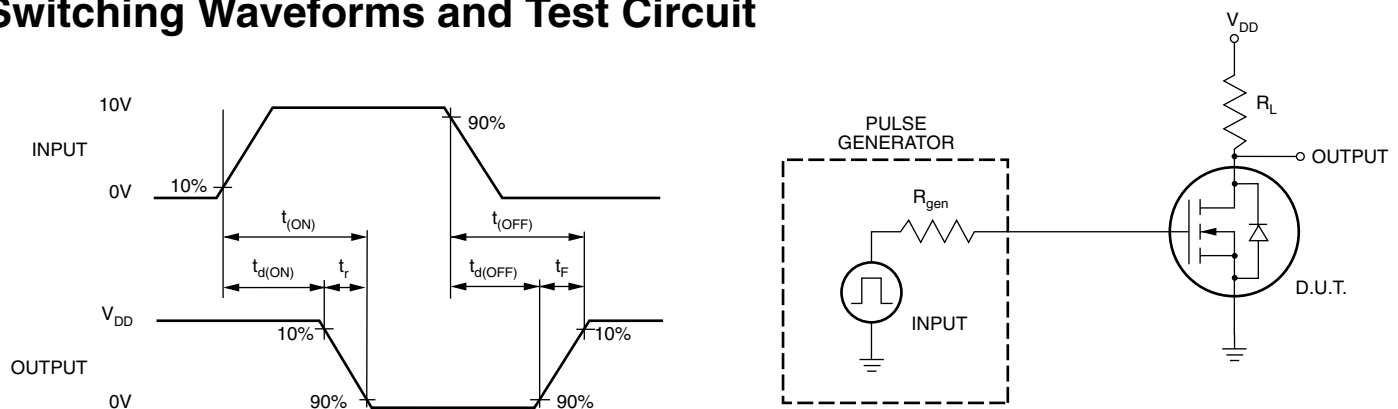 Switching Waveforms and Test Circuit
10V
INPUT
0V
10%
90%
t(ON)
t(OFF)
td(ON)
tr
td(OFF)
tF
VDD
10%
10%
OUTPUT
0V
90%
90%
VDD
RL
OUTPUT
PULSE
GENERATOR
Rgen
INPUT
D.U.T.